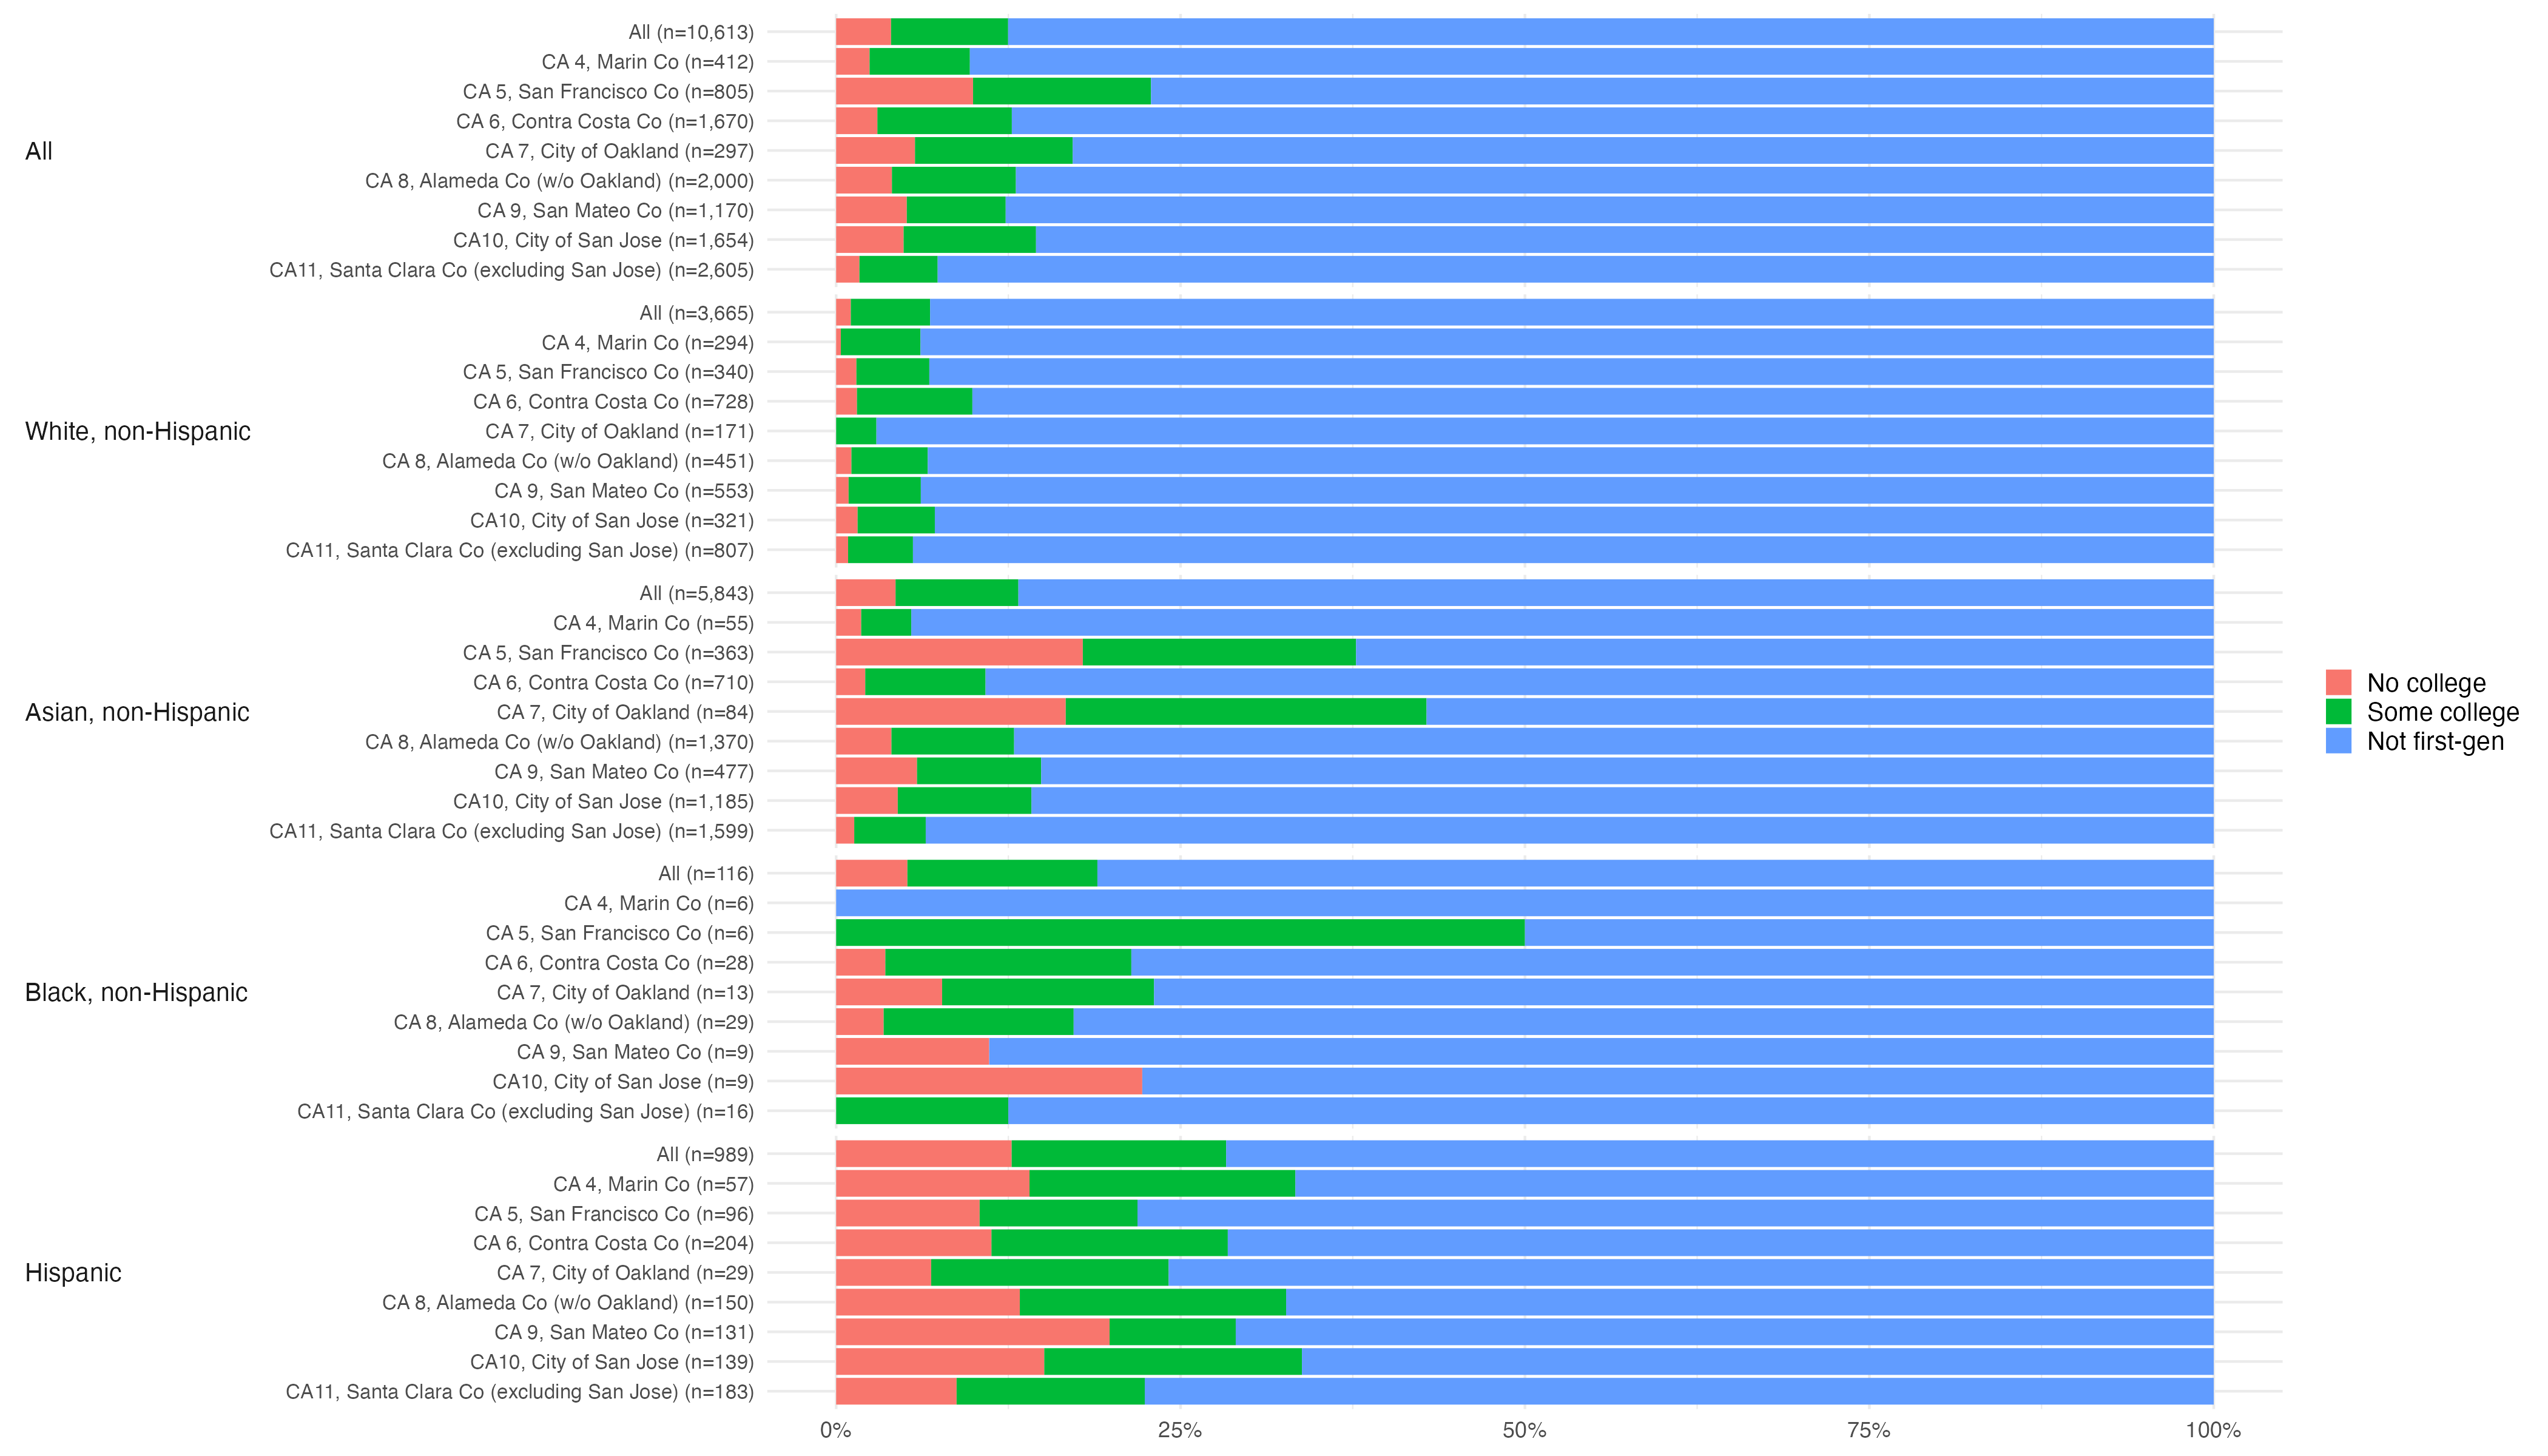 All
All (n=10,613)
CA 4, Marin Co (n=412)
CA 5, San Francisco Co (n=805)
CA 6, Contra Costa Co (n=1,670)
CA 7, City of Oakland (n=297)
CA 8, Alameda Co (w/o Oakland) (n=2,000)
CA 9, San Mateo Co (n=1,170)
CA10, City of San Jose (n=1,654)
CA11, Santa Clara Co (excluding San Jose) (n=2,605)
White, non-Hispanic
All (n=3,665)
CA 4, Marin Co (n=294)
CA 5, San Francisco Co (n=340)
CA 6, Contra Costa Co (n=728)
CA 7, City of Oakland (n=171)
CA 8, Alameda Co (w/o Oakland) (n=451)
CA 9, San Mateo Co (n=553)
CA10, City of San Jose (n=321)
CA11, Santa Clara Co (excluding San Jose) (n=807)
Asian, non-Hispanic
All (n=5,843)
CA 4, Marin Co (n=55)
CA 5, San Francisco Co (n=363)
CA 6, Contra Costa Co (n=710)
CA 7, City of Oakland (n=84)
CA 8, Alameda Co (w/o Oakland) (n=1,370)
CA 9, San Mateo Co (n=477)
CA10, City of San Jose (n=1,185)
CA11, Santa Clara Co (excluding San Jose) (n=1,599)
Black, non-Hispanic
All (n=116)
CA 4, Marin Co (n=6)
CA 5, San Francisco Co (n=6)
CA 6, Contra Costa Co (n=28)
CA 7, City of Oakland (n=13)
CA 8, Alameda Co (w/o Oakland) (n=29)
CA 9, San Mateo Co (n=9)
CA10, City of San Jose (n=9)
CA11, Santa Clara Co (excluding San Jose) (n=16)
Hispanic
All (n=989)
CA 4, Marin Co (n=57)
CA 5, San Francisco Co (n=96)
CA 6, Contra Costa Co (n=204)
CA 7, City of Oakland (n=29)
CA 8, Alameda Co (w/o Oakland) (n=150)
CA 9, San Mateo Co (n=131)
CA10, City of San Jose (n=139)
CA11, Santa Clara Co (excluding San Jose) (n=183)
0% 25% 50% 75% 100%
No college
Some college
Not first-gen